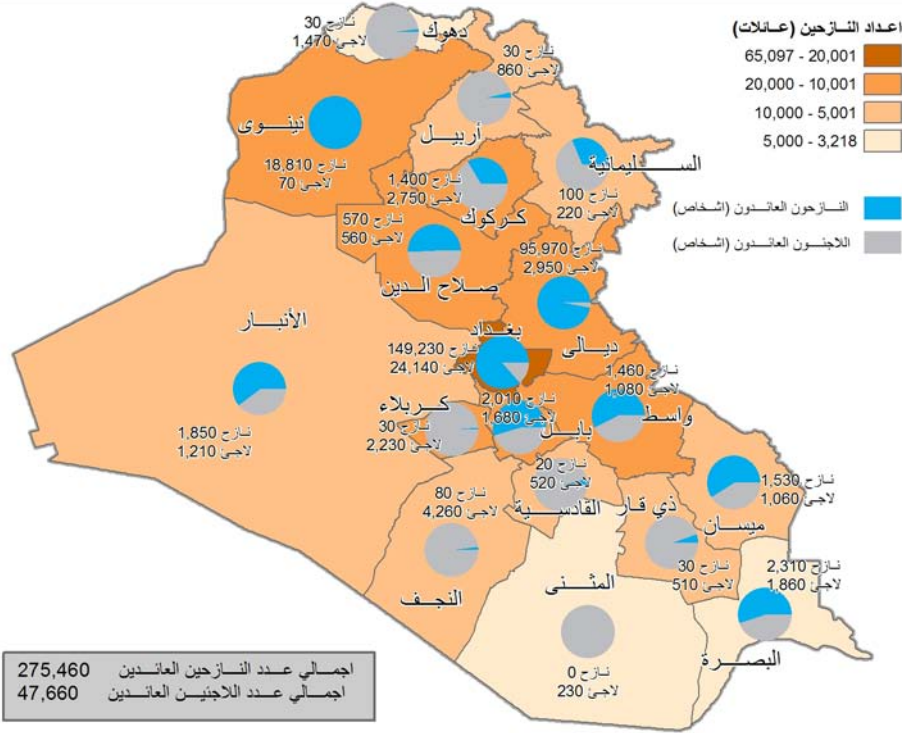 اعداد النازحين (عائلات)
65,097 - 20,001
20,000 - 10,001
10,000 - 5,001
5,000 - 3,218
النازحون العائدون (اشخاص)
اللاجئون العائدون (اشخاص)
دهوك
نازح 30
لاجئ 1,470
أربيل
نازح 30
لاجئ 860
نينوى
نازح 18,810
لاجئ 70
السليمانية
نازح 100
لاجئ 220
كركوك
نازح 1,400
لاجئ 2,750
صلاح الدين
نازح 570
لاجئ 560
ديالى
نازح 95,970
لاجئ 2,950
بغداد
نازح 149,230
لاجئ 24,140
الأنبار
نازح 1,850
لاجئ 1,210
كربلاء
نازح 30
لاجئ 2,230
بابل
نازح 2,010
لاجئ 1,680
واسط
نازح 1,460
لاجئ 1,080
القادسية
نازح 20
لاجئ 520
النجف
نازح 80
لاجئ 4,260
ذي قار
نازح 30
لاجئ 510
ميسان
نازح 1,530
لاجئ 1,060
المثنى
نازح 0
لاجئ 230
البصرة
نازح 2,310
لاجئ 1,860
اجمالي عدد النازحين العائدين 275,460
اجمالي عدد اللاجئين العائدين 47,660